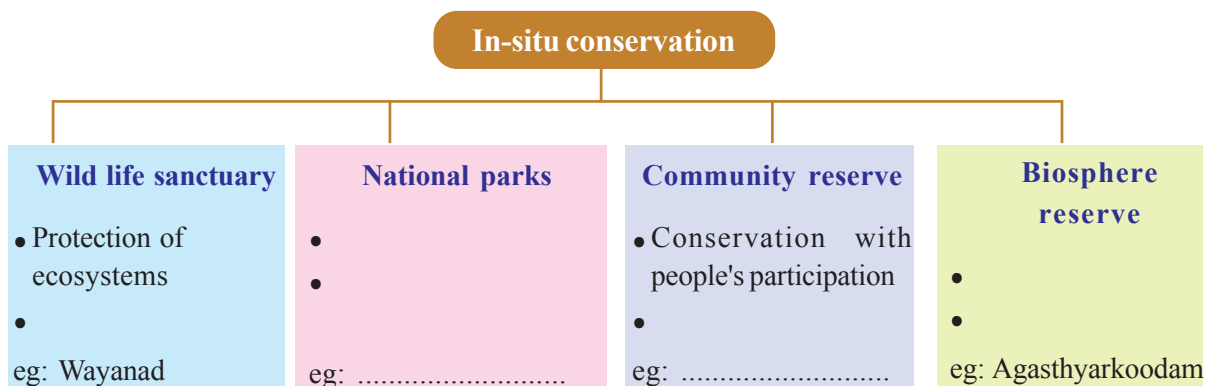 In-situ conservation
Wild life sanctuary
• Protection of
ecosystems
•
eg: Wayanad
National parks
•
•
eg: ...........................
Community reserve
• Conservation with
people's participation
•
eg: ...........................
Biosphere
reserve
•
•
eg: Agasthyarkoodam